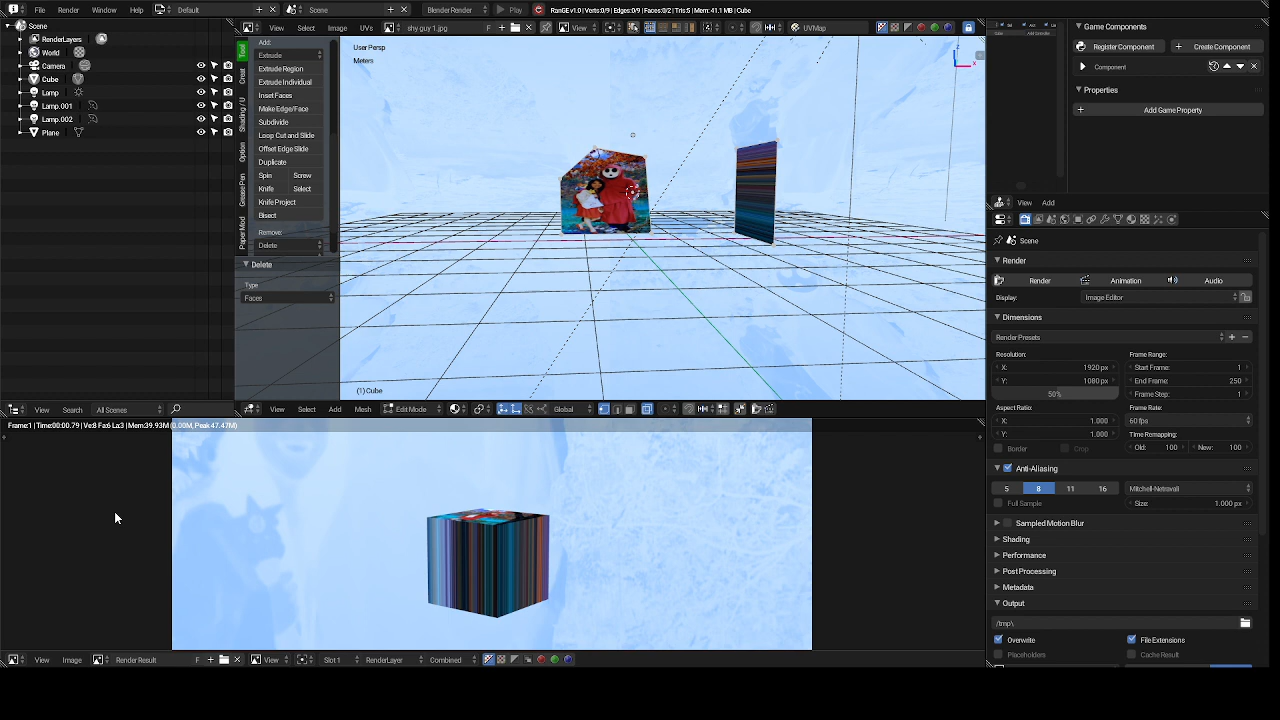 File Render Window Help Default Scene Blender Render Play RanGE v1.0 | Verts:0/9 | Edges:0/9 | Faces:0/2 | Tris:5 | Mem: 41.1 MB | Cube
View Select Image UVs shy guy 1.jpg F View UVMap
Scene
RenderLayers
World
Camera
Cube
Lamp
Lamp.001
Lamp.002
Plane
Tool
Creat
Shading / U
Option
Grease Pen
Paper Mod
Add:
Extrude
Extrude Region
Extrude Individual
Inset Faces
Make Edge/Face
Subdivide
Loop Cut and Slide
Offset Edge Slide
Duplicate
Spin Screw
Knife Select
Knife Project
Bisect
Remove:
Delete
Delete
Type
Faces
User Persp
Meters
(1) Cube
View Search All Scenes
View Select Add Mesh Edit Mode Global
Frame:1 | Time:00:00.79 | Ve:8 Fa:6 La:3 | Mem:39.93M (0.00M, Peak 47.47M)
View Image Render Result F View Slot 1 RenderLayer Combined
Game Components
Register Component Create Component
Component
Properties
Add Game Property
View Add
Scene
Render
Render Animation Audio
Display: Image Editor
Dimensions
Render Presets
Resolution: Frame Range:
X: 1920 px Start Frame: 1
Y: 1080 px End Frame: 250
50% Frame Step: 1
Aspect Ratio: Frame Rate:
X: 1.000 60 fps
Y: 1.000 Time Remapping:
Border Crop Old: 100 New: 100
Anti-Aliasing
5 8 11 16 Mitchell-Netravali
Full Sample Size: 1.000 px
Sampled Motion Blur
Shading
Performance
Post Processing
Metadata
Output
/tmp\
Overwrite File Extensions
Placeholders Cache Result